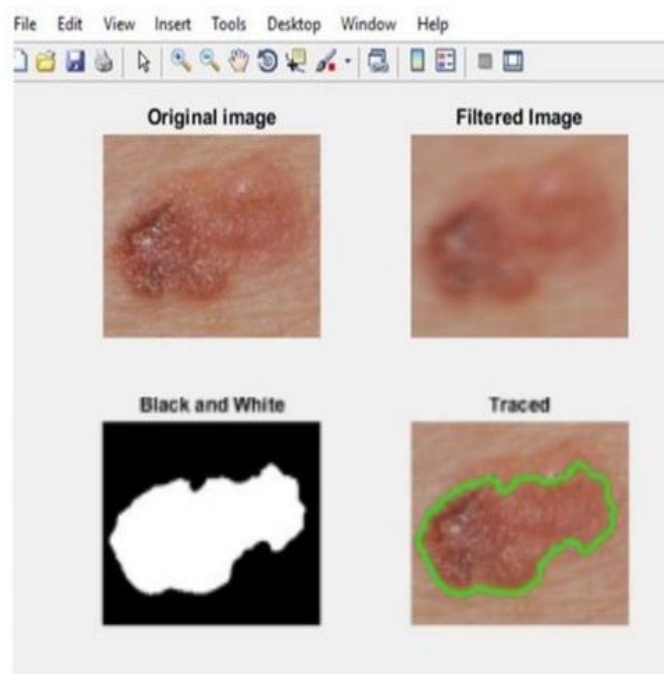 File Edit View Insert Tools Desktop Window Help
Original image
Filtered Image
Black and White
Traced